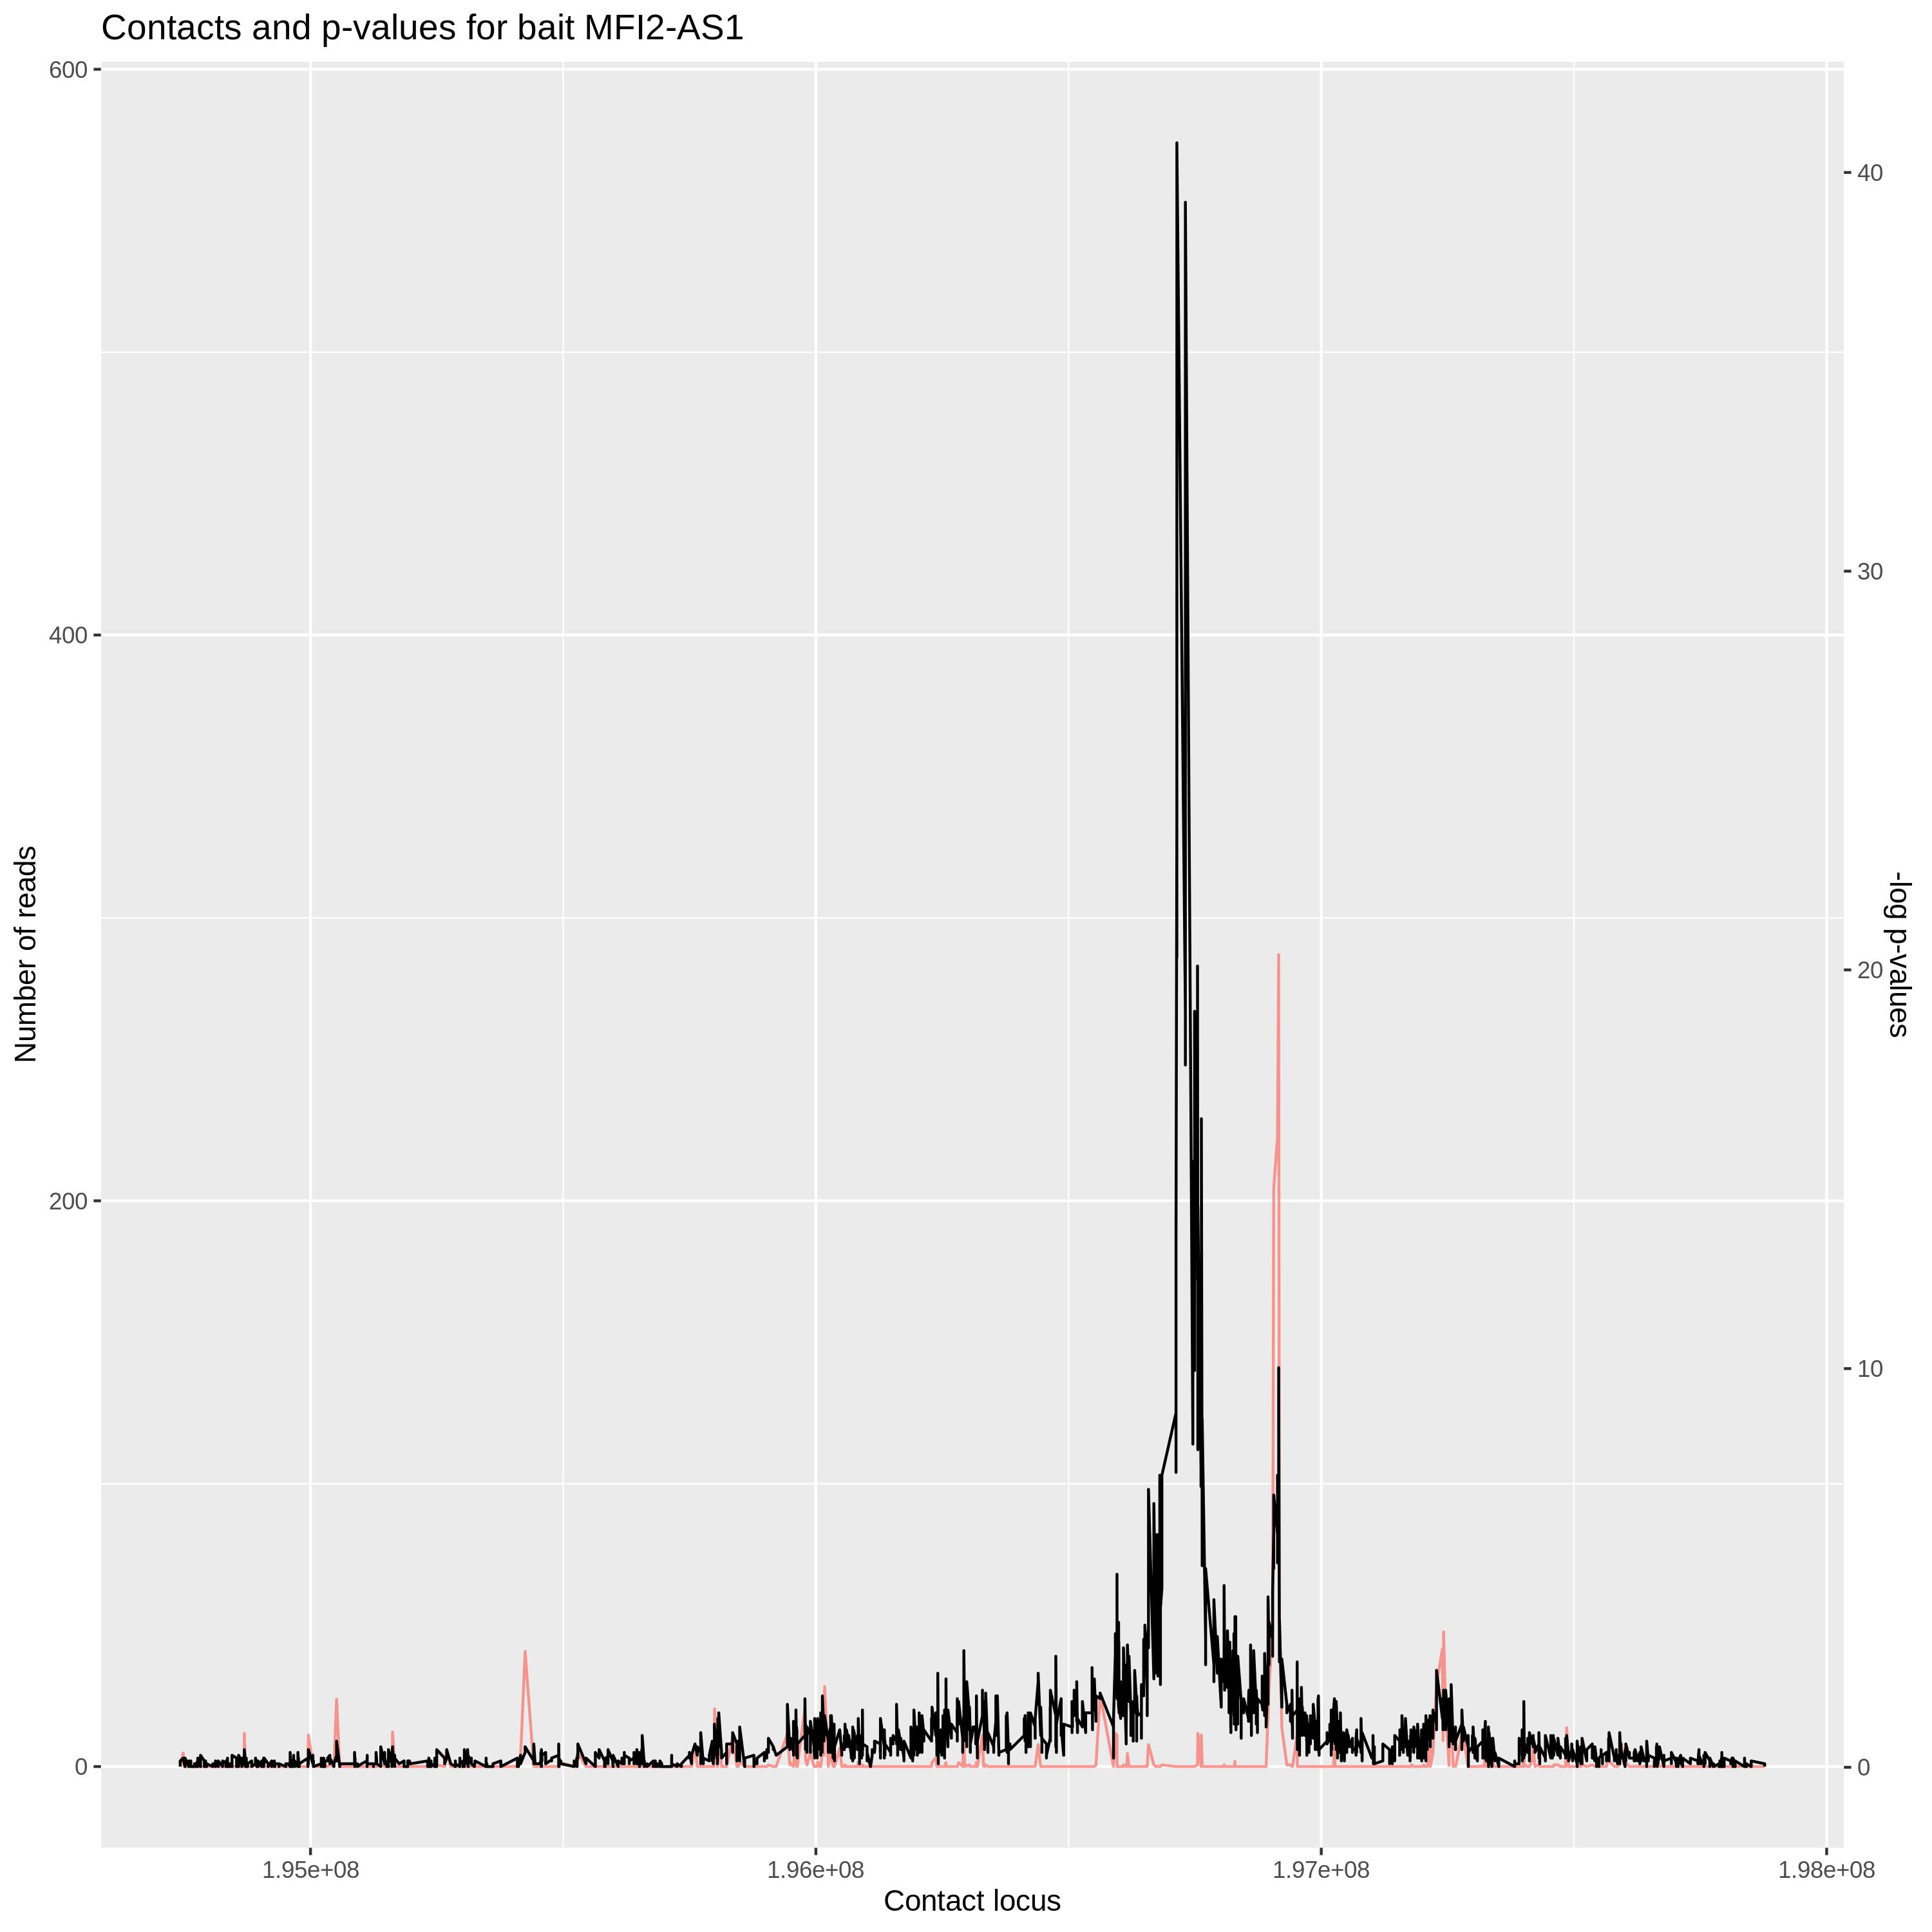 Contacts and p-values for bait MFI2-AS1
600
400
200
0
Number of reads
40
30
20
10
0
-log p-values
1.95e+08
1.96e+08
1.97e+08
1.98e+08
Contact locus